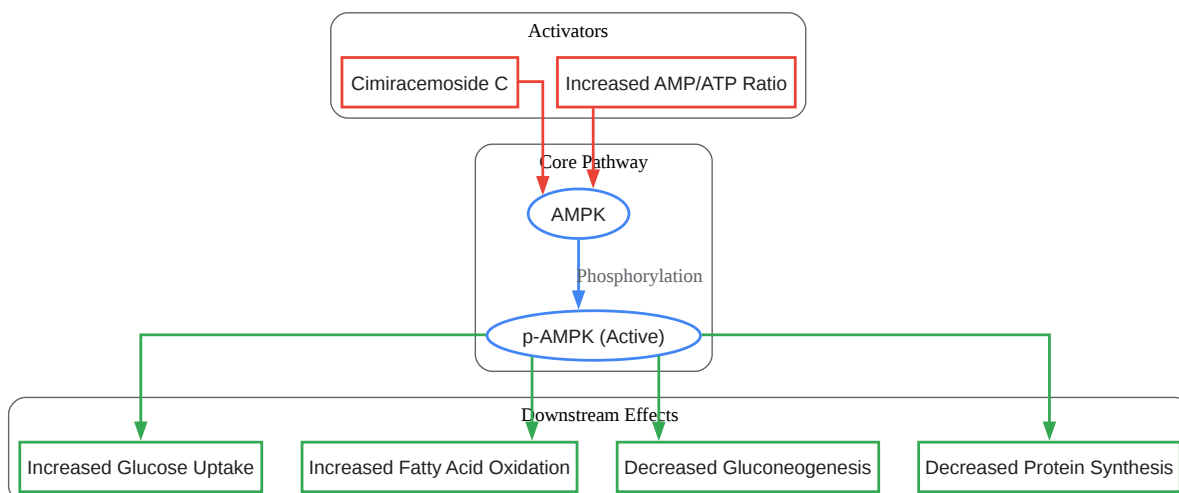 Activators
Cimiracemoside C
Increased AMP/ATP Ratio
Core Pathway
AMPK
Phosphorylation
p-AMPK (Active)
Downstream Effects
Increased Glucose Uptake
Increased Fatty Acid Oxidation
Decreased Gluconeogenesis
Decreased Protein Synthesis